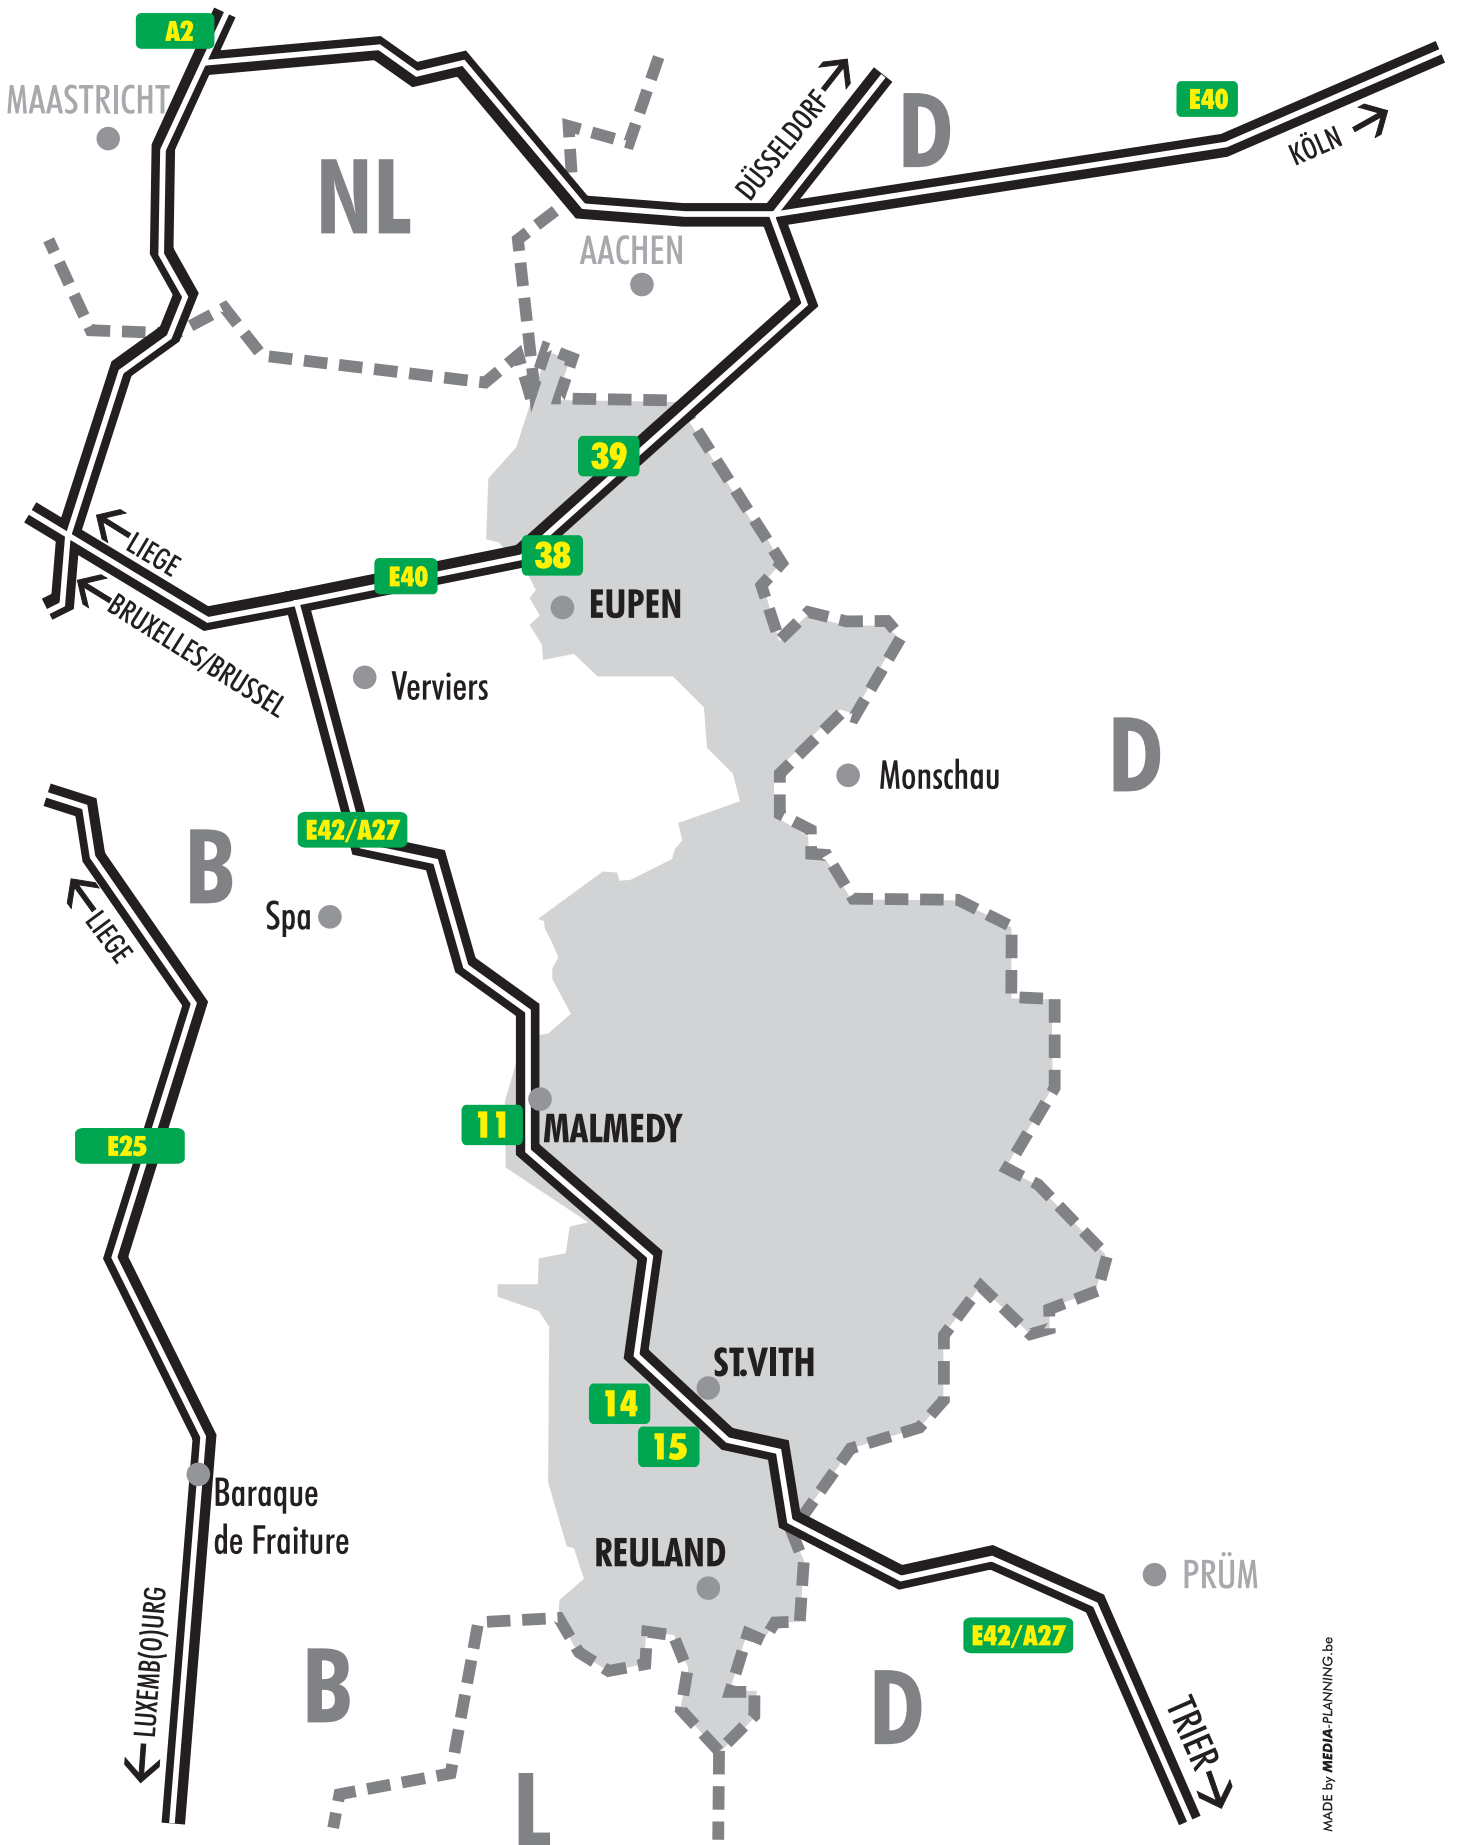 A2
MAASTRICHT
NL
DÜSSELDORF
D
E40
KÖLN
AACHEN
39
38
LIEGE
E40
BRUXELLES/BRUSSEL
EUPEN
Verviers
Monschau
D
E42/A27
B
Spa
LIEGE
11
MALMEDY
E25
ST.VITH
14
15
Baraque
de Fraiture
REULAND
PRÜM
LUXEMB(O)URG
E42/A27
B
D
TRIER
L
MADE by MEDIA-PLANNING.be